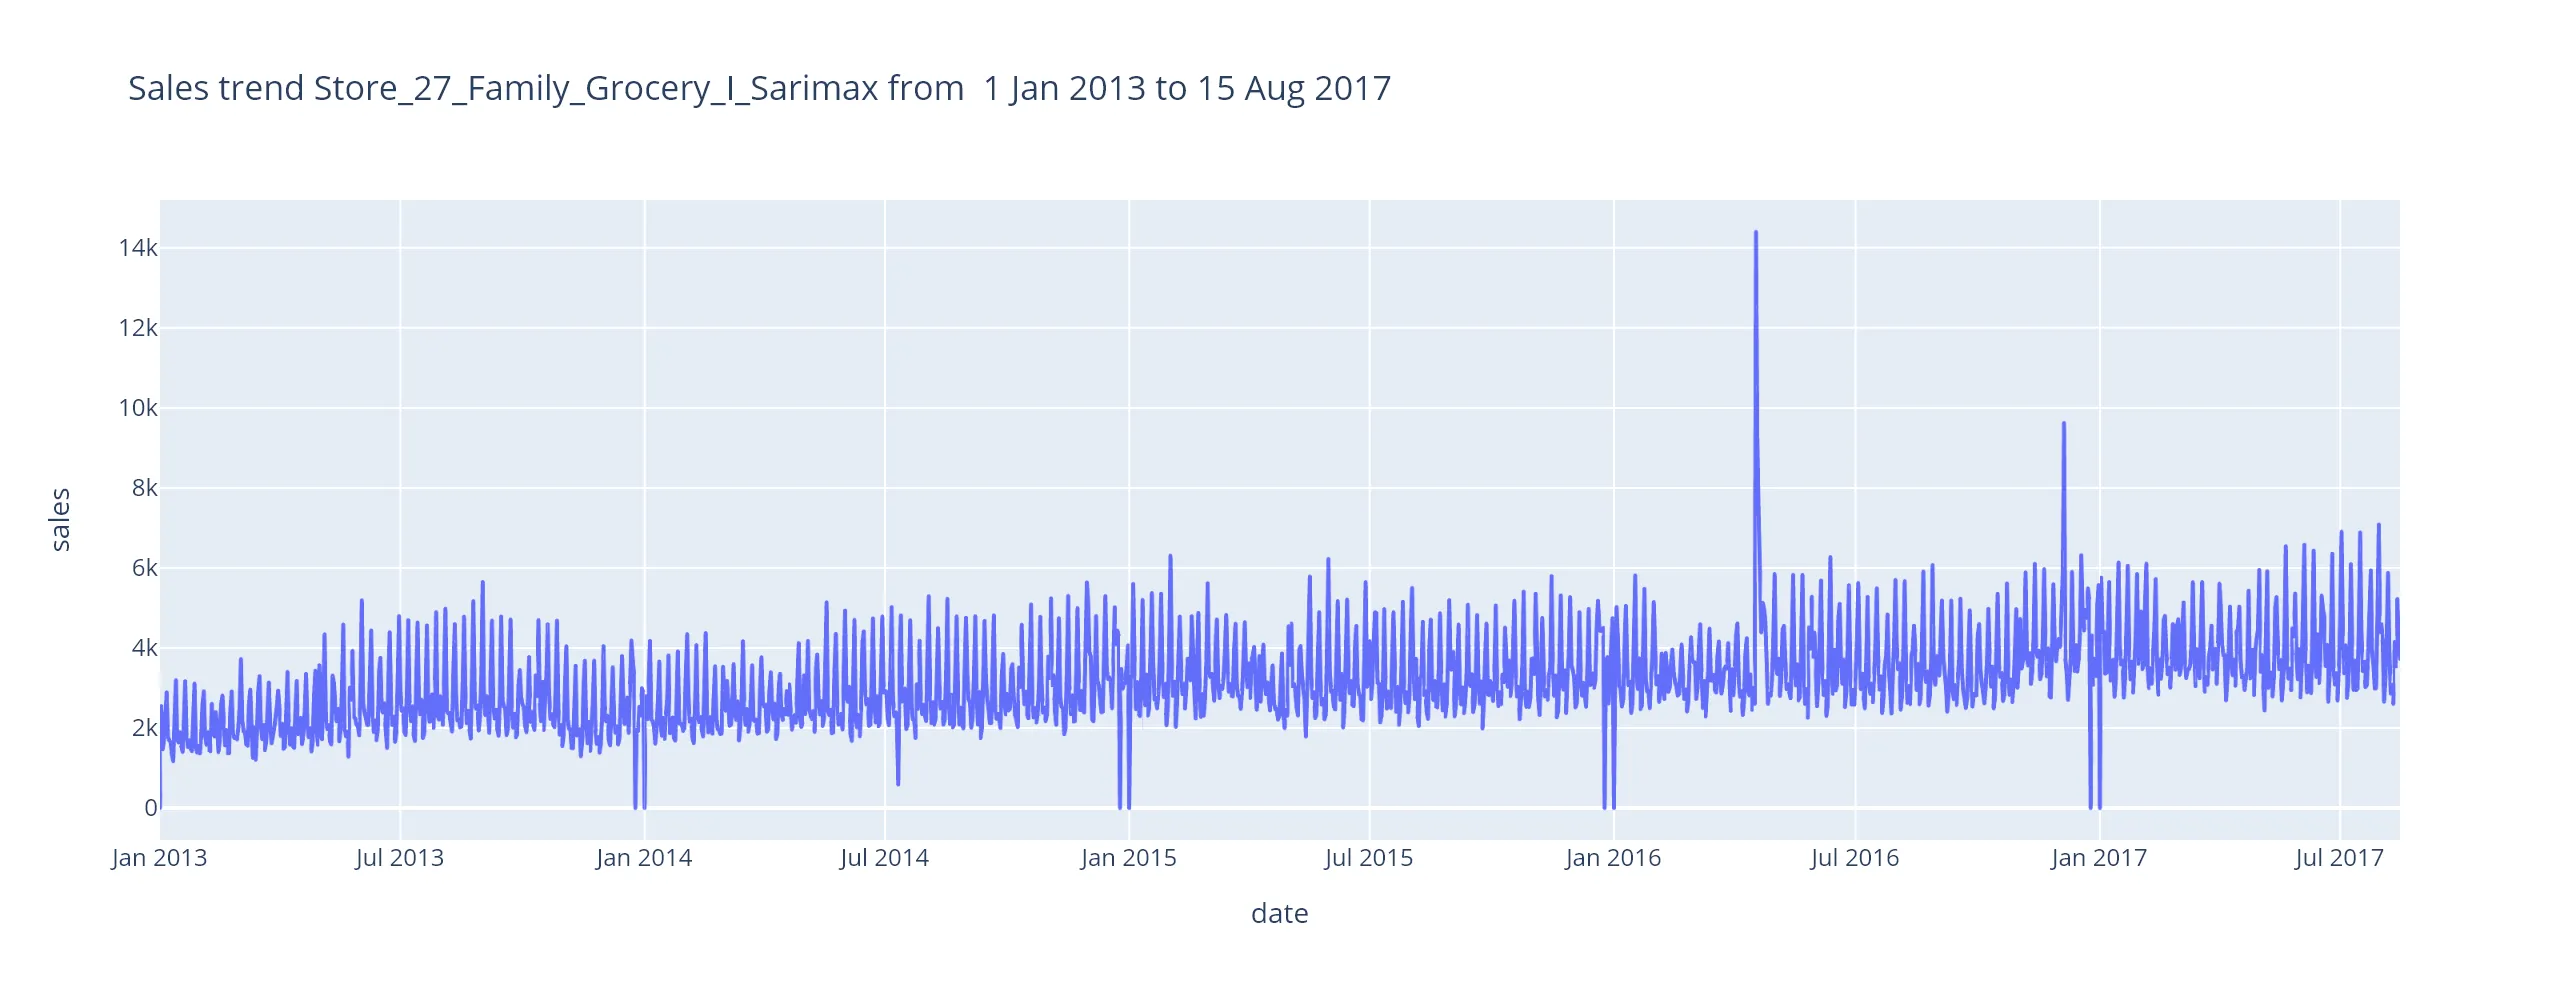 Sales trend Store_27_Family_Grocery_I_Sarimax from  1 Jan 2013 to 15 Aug 2017
14k
12k
10k
8k
6k
4k
2k
0
sales
Jan 2013 Jul 2013 Jan 2014 Jul 2014 Jan 2015 Jul 2015 Jan 2016 Jul 2016 Jan 2017 Jul 2017
date